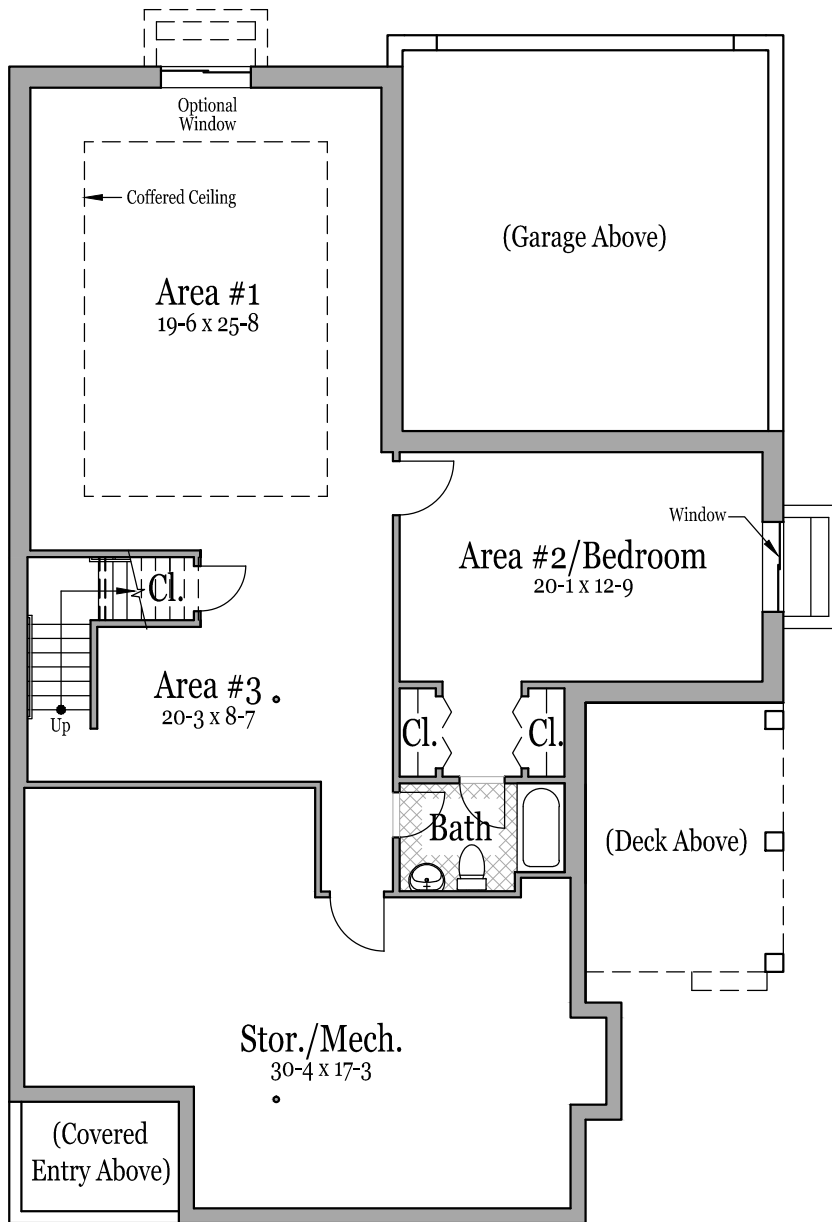 Optional
Window
Coffered Ceiling
(Garage Above)
Area #1
19-6 x 25-8
Window
Area #2/Bedroom
20-1 x 12-9
Cl.
Area #3
20-3 x 8-7
Up
Cl.
Cl.
Bath
(Deck Above)
Stor./Mech.
30-4 x 17-3
(Covered
Entry Above)